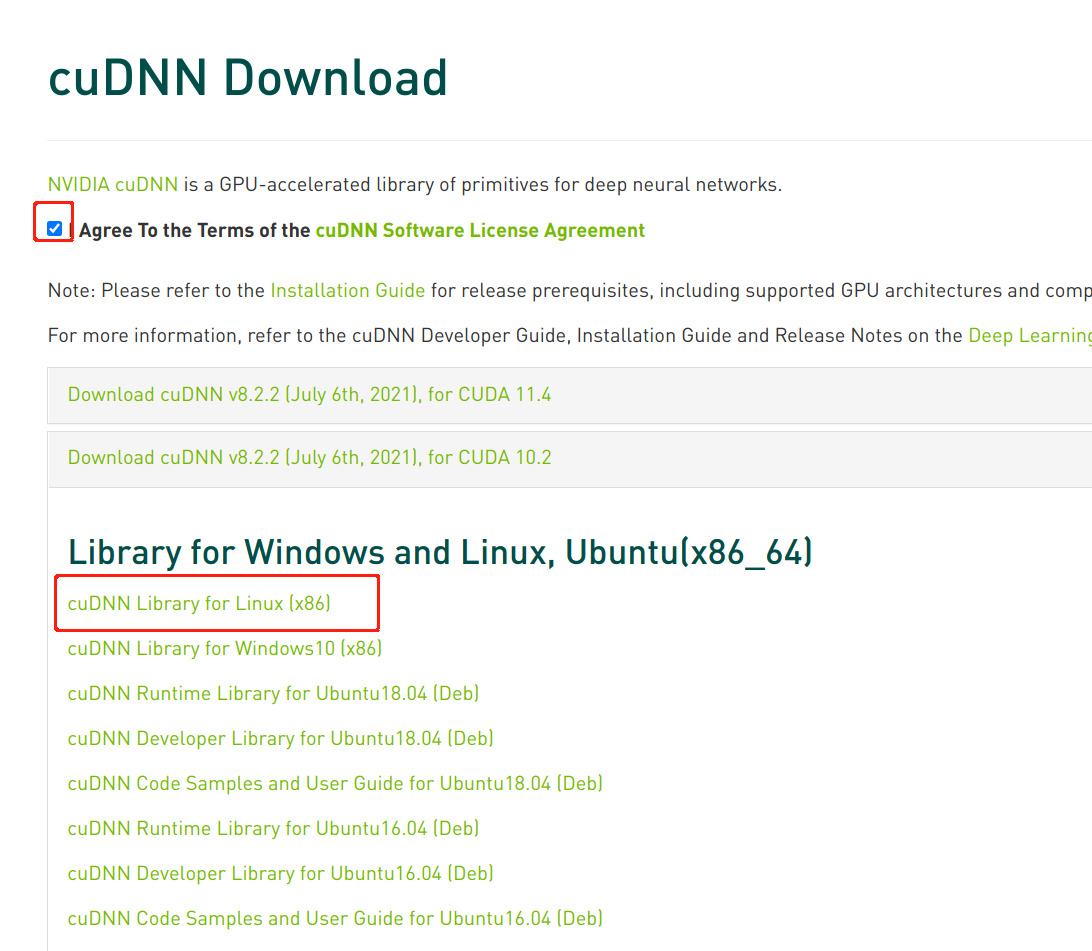 cuDNN Download
NVIDIA cuDNN is a GPU-accelerated library of primitives for deep neural networks.
I Agree To the Terms of the cuDNN Software License Agreement
Note: Please refer to the Installation Guide for release prerequisites, including supported GPU architectures and comp
For more information, refer to the cuDNN Developer Guide, Installation Guide and Release Notes on the Deep Learning
Download cuDNN v8.2.2 (July 6th, 2021), for CUDA 11.4
Download cuDNN v8.2.2 (July 6th, 2021), for CUDA 10.2
Library for Windows and Linux, Ubuntu(x86_64)
cuDNN Library for Linux (x86)
cuDNN Library for Windows10 (x86)
cuDNN Runtime Library for Ubuntu18.04 (Deb)
cuDNN Developer Library for Ubuntu18.04 (Deb)
cuDNN Code Samples and User Guide for Ubuntu18.04 (Deb)
cuDNN Runtime Library for Ubuntu16.04 (Deb)
cuDNN Developer Library for Ubuntu16.04 (Deb)
cuDNN Code Samples and User Guide for Ubuntu16.04 (Deb)